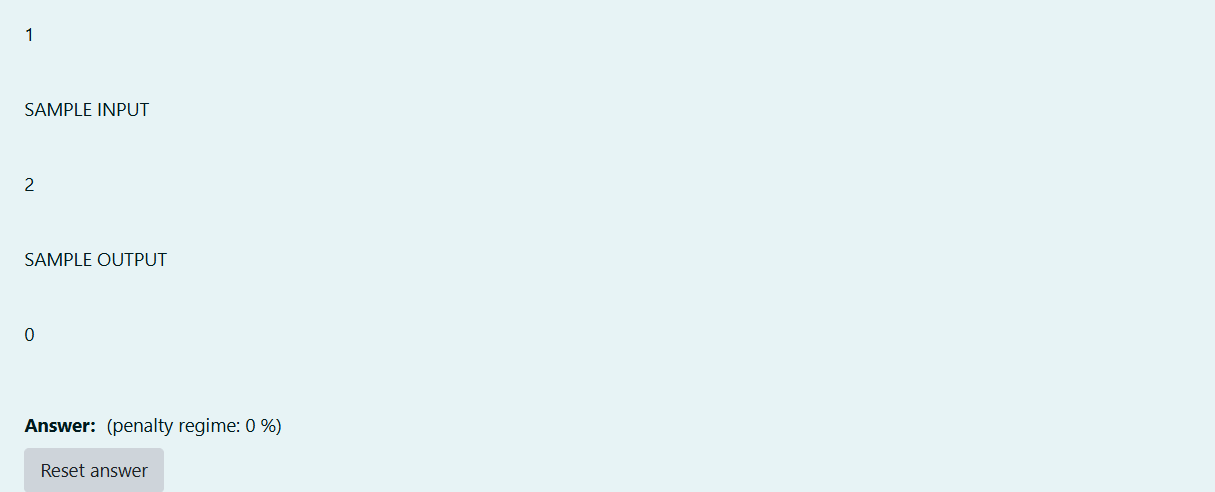 1
SAMPLE INPUT
2
SAMPLE OUTPUT
0
Answer: (penalty regime: 0 %)
Reset answer